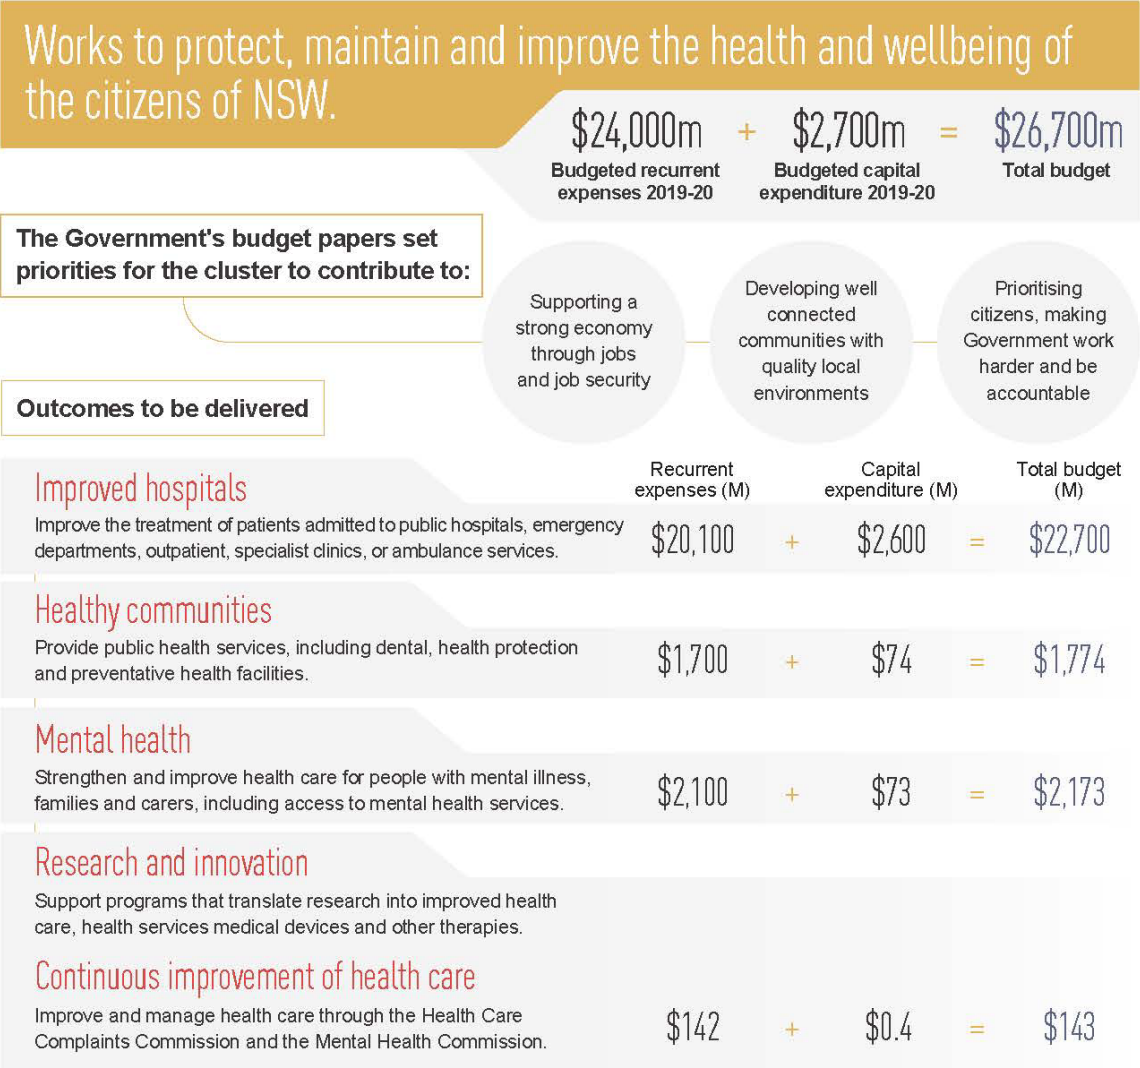 Works to protect, maintain and improve the health and wellbeing of
the citizens of NSW.
$24,000m + $2,700m = $26,700m
Budgeted recurrent
expenses 2019-20
Budgeted capital
expenditure 2019-20
Total budget
The Government's budget papers set
priorities for the cluster to contribute to:
Supporting a
strong economy
through jobs
and job security
Developing well
connected
communities with
quality local
environments
Prioritising
citizens, making
Government work
harder and be
accountable
Outcomes to be delivered
Recurrent
expenses (M)
Capital
expenditure (M)
Total budget
(M)
Improved hospitals
Improve the treatment of patients admitted to public hospitals, emergency
departments, outpatient, specialist clinics, or ambulance services.
$20,100 + $2,600 = $22,700
Healthy communities
Provide public health services, including dental, health protection
and preventative health facilities.
$1,700 + $74 = $1,774
Mental health
Strengthen and improve health care for people with mental illness,
families and carers, including access to mental health services.
$2,100 + $73 = $2,173
Research and innovation
Support programs that translate research into improved health
care, health services medical devices and other therapies.
Continuous improvement of health care
Improve and manage health care through the Health Care
Complaints Commission and the Mental Health Commission.
$142 + $0.4 = $143